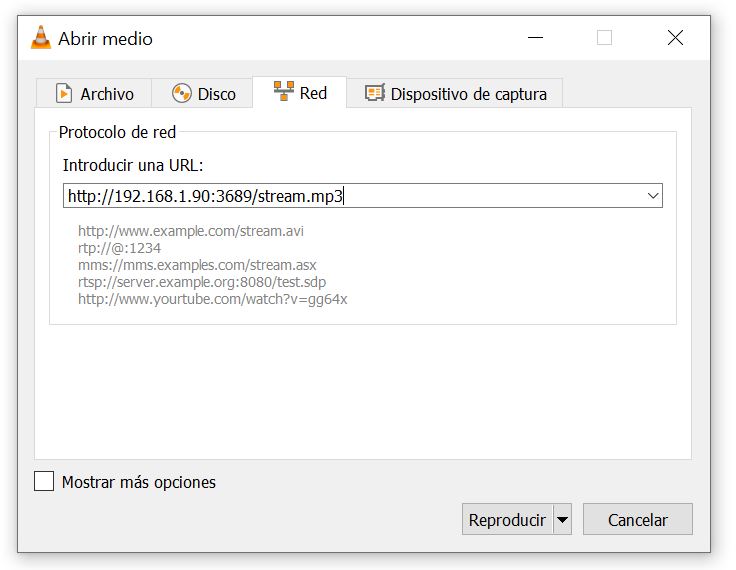 Abrir medio
Archivo Disco Red Dispositivo de captura
Protocolo de red
Introducir una URL:
http://192.168.1.90:3689/stream.mp3
http://www.example.com/stream.avi
rtp://@:1234
mms://mms.examples.com/stream.asx
rtsp://server.example.org:8080/test.sdp
http://www.yourtube.com/watch?v=gg64x
Mostrar más opciones
Reproducir Cancelar